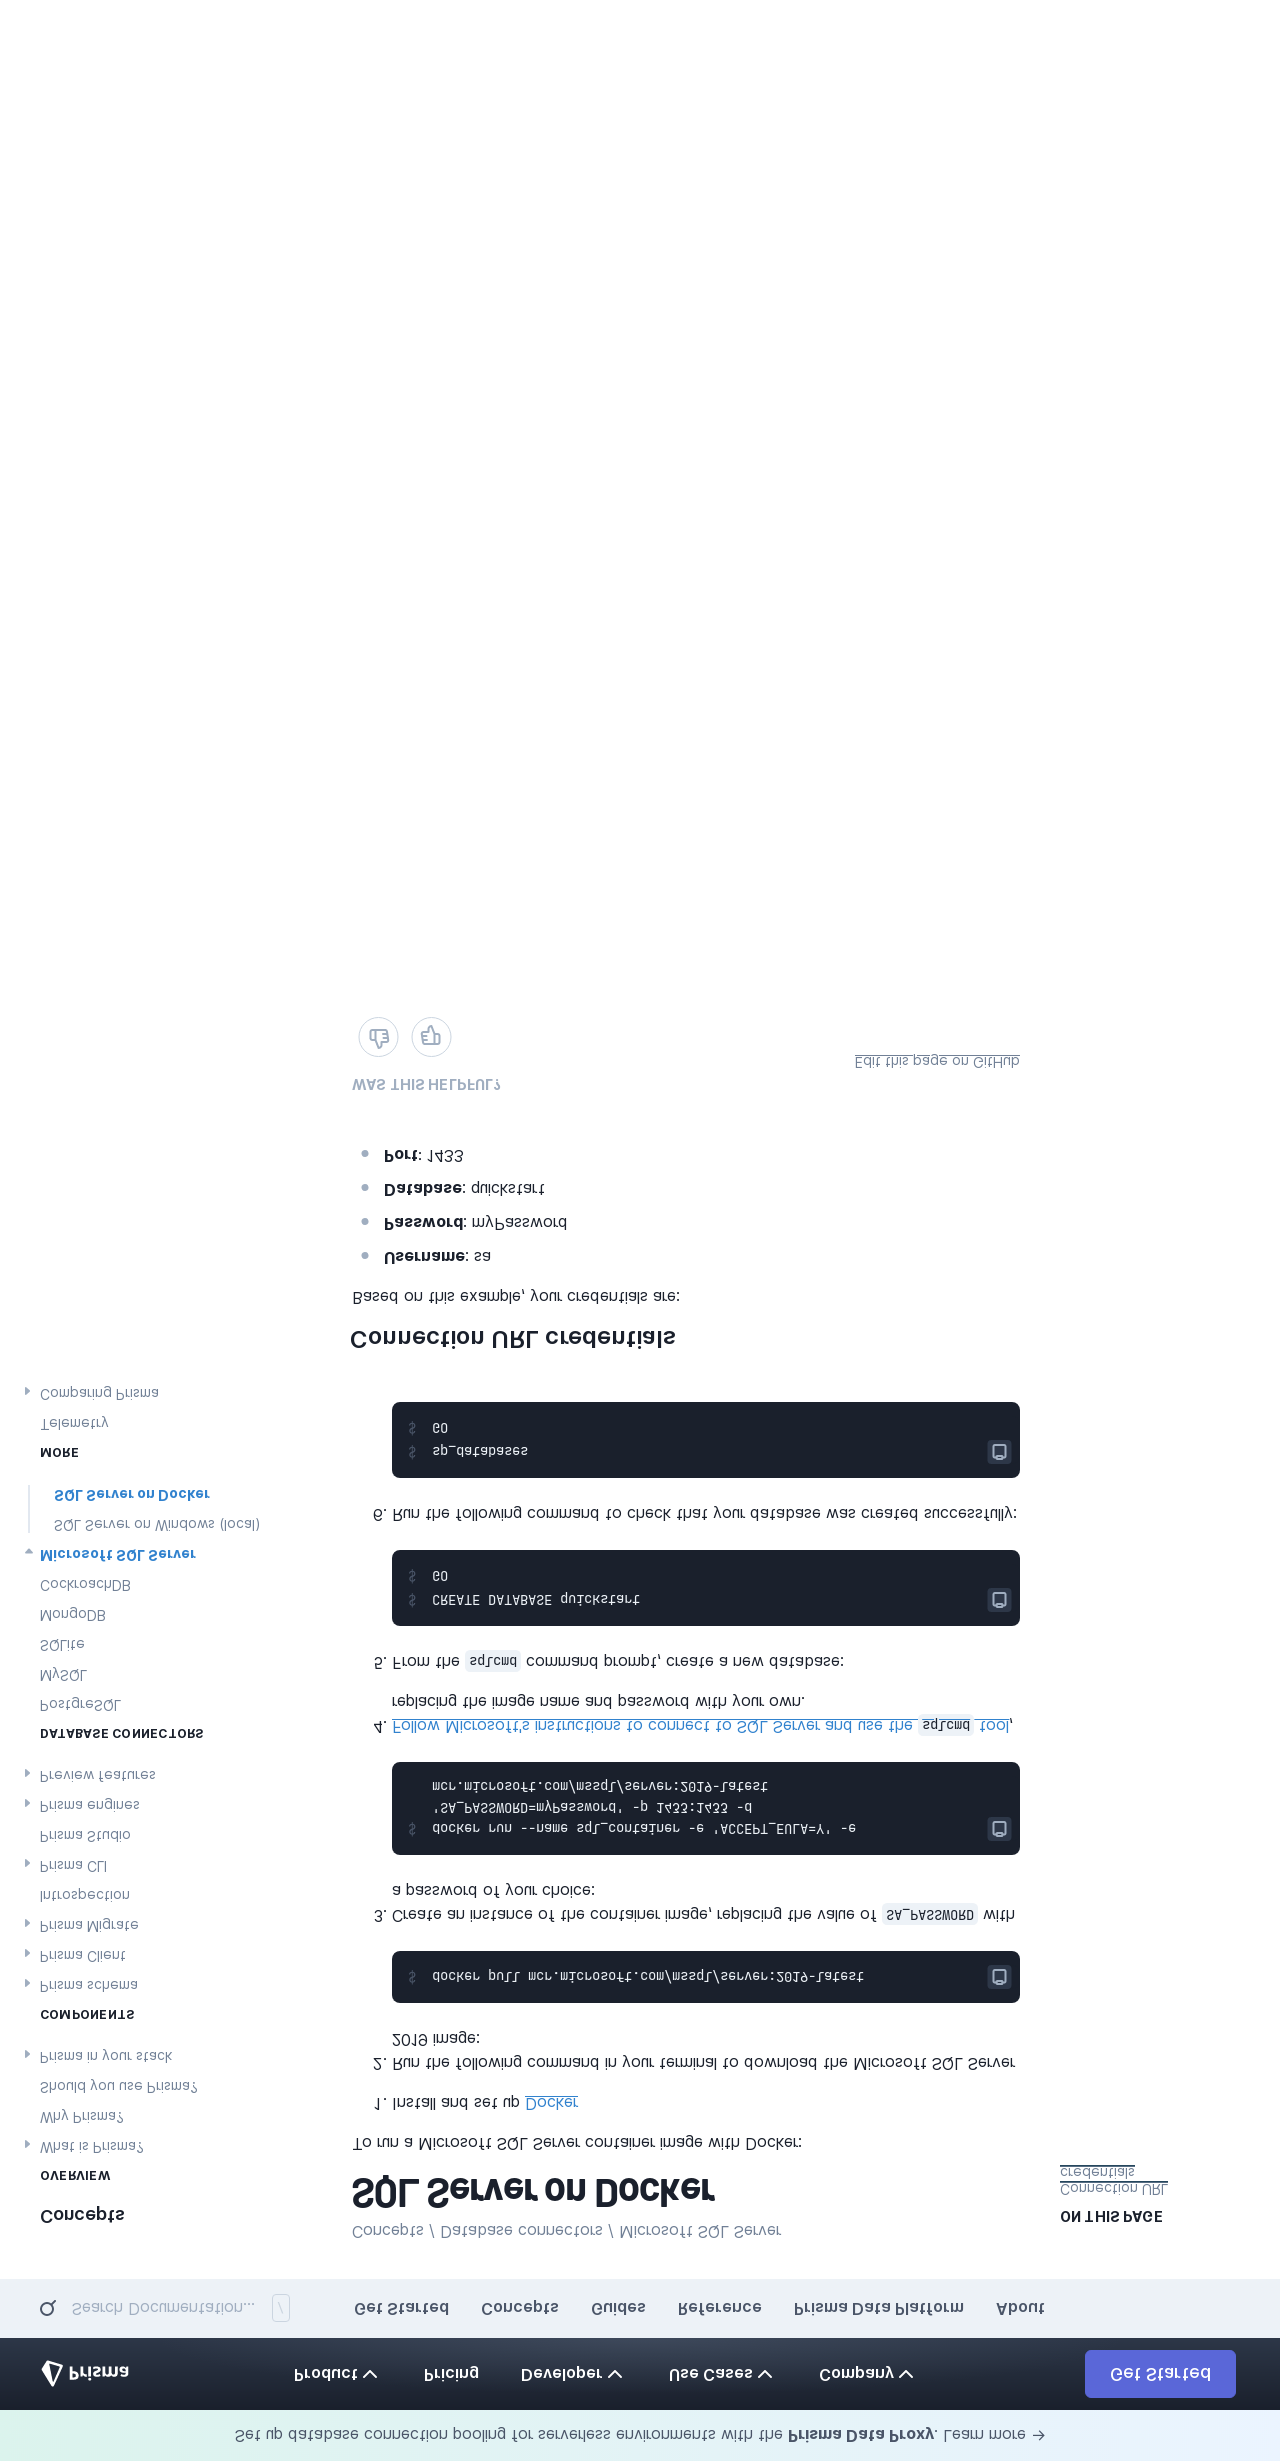 Set up database connection pooling for serverless environments with the Prisma Data Proxy. Learn more →
Prisma
Product
Pricing
Developer
Use Cases
Company
Get Started
Search Documentation...
/
Get Started
Concepts
Guides
Reference
Prisma Data Platform
About
Concepts
OVERVIEW
What is Prisma?
Why Prisma?
Should you use Prisma?
Prisma in your stack
COMPONENTS
Prisma schema
Prisma Client
Prisma Migrate
Introspection
Prisma CLI
Prisma Studio
Prisma engines
Preview features
DATABASE CONNECTORS
PostgreSQL
MySQL
SQLite
MongoDB
CockroachDB
Microsoft SQL Server
SQL Server on Windows (local)
SQL Server on Docker
MORE
Telemetry
Comparing Prisma
Concepts / Database connectors / Microsoft SQL Server
SQL Server on Docker
To run a Microsoft SQL Server container image with Docker:
1. Install and set up Docker
2. Run the following command in your terminal to download the Microsoft SQL Server
2019 image:
$ docker pull mcr.microsoft.com/mssql/server:2019-latest
3. Create an instance of the container image, replacing the value of SA_PASSWORD with
a password of your choice:
$ docker run --name sql_container -e 'ACCEPT_EULA=Y' -e
'SA_PASSWORD=myPassword' -p 1433:1433 -d
mcr.microsoft.com/mssql/server:2019-latest
4. Follow Microsoft's instructions to connect to SQL Server and use the sqlcmd tool,
replacing the image name and password with your own.
5. From the sqlcmd command prompt, create a new database:
$ CREATE DATABASE quickstart
$ GO
6. Run the following command to check that your database was created successfully:
$ sp_databases
$ GO
Connection URL credentials
Based on this example, your credentials are:
Username: sa
Password: myPassword
Database: quickstart
Port: 1433
WAS THIS HELPFUL?
Edit this page on GitHub
ON THIS PAGE
Connection URL
credentials